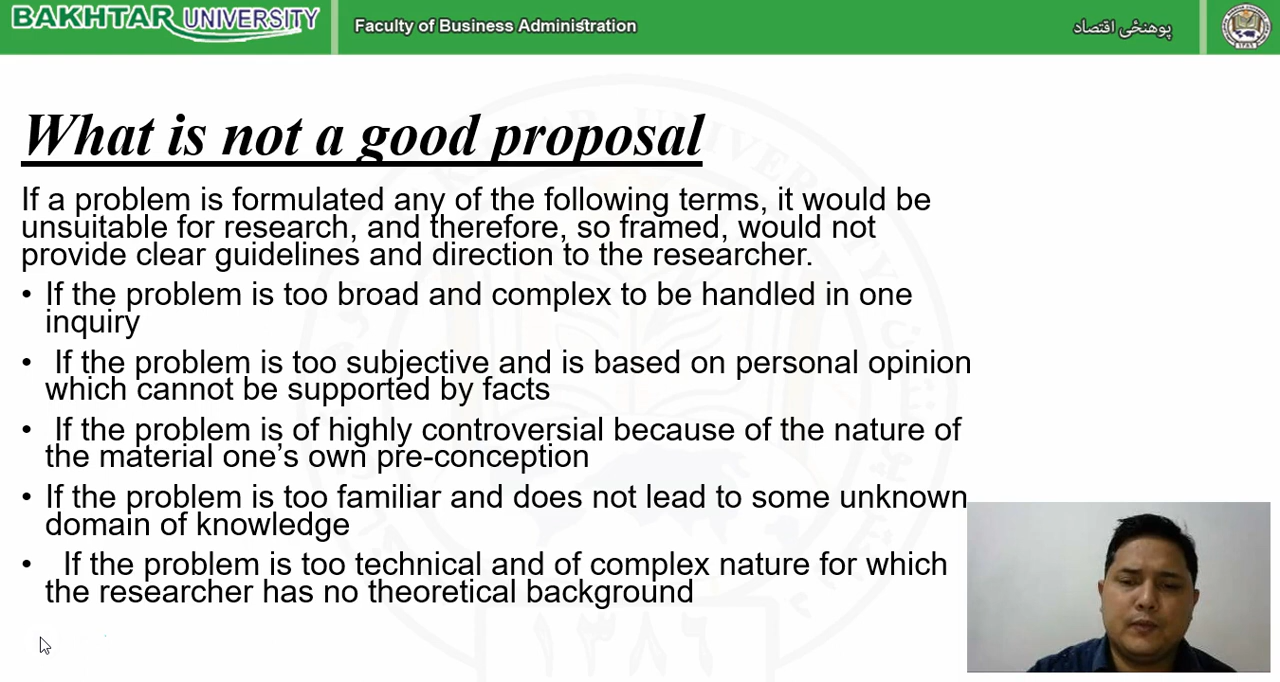 BAKHTAR UNIVERSITY
Faculty of Business Administration
پوهنځی اقتصاد
What is not a good proposal
If a problem is formulated any of the following terms, it would be
unsuitable for research, and therefore, so framed, would not
provide clear guidelines and direction to the researcher.
• If the problem is too broad and complex to be handled in one
inquiry
• If the problem is too subjective and is based on personal opinion
which cannot be supported by facts
• If the problem is of highly controversial because of the nature of
the material one’s own pre-conception
• If the problem is too familiar and does not lead to some unknown
domain of knowledge
• If the problem is too technical and of complex nature for which
the researcher has no theoretical background
١٣٨٦